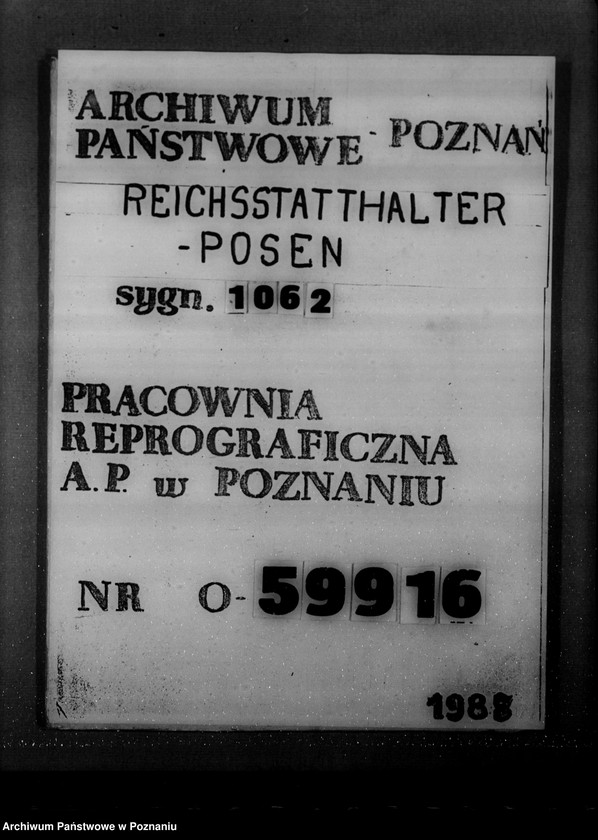 ARCHIWUM
PAŃSTWOWE - POZNAŃ
REICHSSTATTHALTER
-POSEN
sygn. 1062
PRACOWNIA
REPROGRAFICZNA
A.P. w POZNANIU
NR O-59916
1988
Archiwum Państwowe w Poznaniu